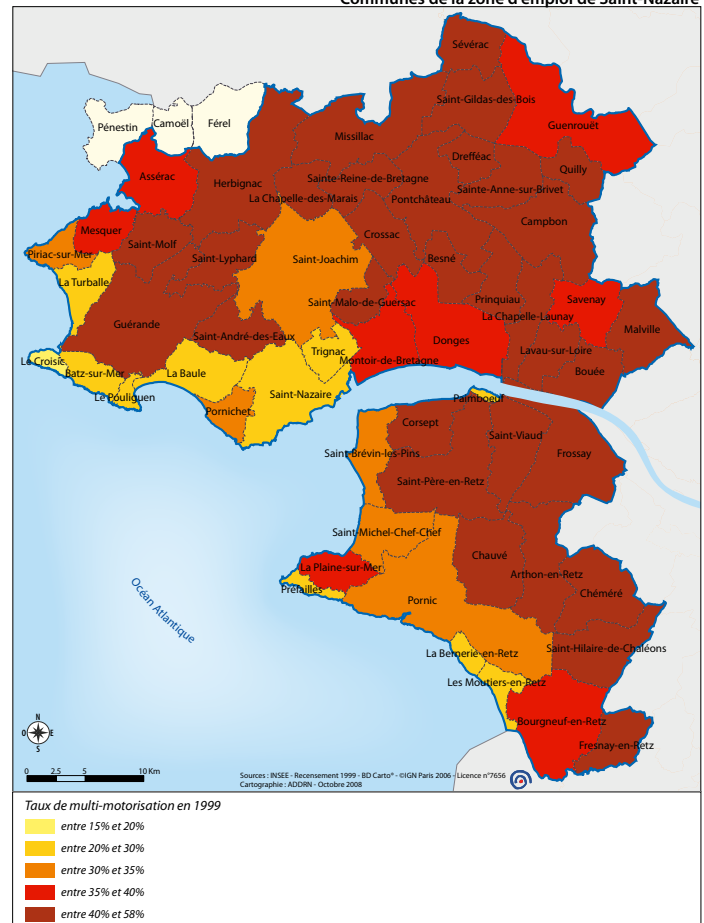 Communes de la zone d'emploi de Saint-Nazaire
Sévérac
Saint-Gildas-des-Bois
Guenrouët
Pénestin
Camoël
Férel
Missillac
Drefféac
Quilly
Assérac
Herbignac
Sainte-Reine-de-Bretagne
Sainte-Anne-sur-Brivet
La Chapelle-des-Marais
Pontchâteau
Campbon
Mesquer
Crossac
Piriac-sur-Mer
Saint-Molf
Saint-Lyphard
Saint-Joachim
Besné
La Turballe
Saint-Malo-de-Guersac
Prinquiau
Savenay
La Chapelle-Launay
Malville
Guérande
Saint-André-des-Eaux
Donges
Trignac
Montoir-de-Bretagne
Lavau-sur-Loire
Le Croisic
Batz-sur-Mer
La Baule
Bouée
Le Pouliguen
Saint-Nazaire
Paimboeuf
Pornichet
Corsept
Saint-Viaud
Saint-Brévin-les-Pins
Frossay
Saint-Père-en-Retz
Saint-Michel-Chef-Chef
Chauvé
La Plaine-sur-Mer
Arthon-en-Retz
Préfailles
Pornic
Chéméré
Océan Atlantique
La Bernerie-en-Retz
Saint-Hilaire-de-Chaléons
Les Moutiers-en-Retz
Bourgneuf-en-Retz
Fresnay-en-Retz
N
O E
S
0 2.5 5 10 Km
Sources : INSEE - Recensement 1999 - BD Carto® - ©IGN Paris 2006 - Licence n°7656
Cartographie : ADDRN - Octobre 2008
Taux de multi-motorisation en 1999
entre 15% et 20%
entre 20% et 30%
entre 30% et 35%
entre 35% et 40%
entre 40% et 58%